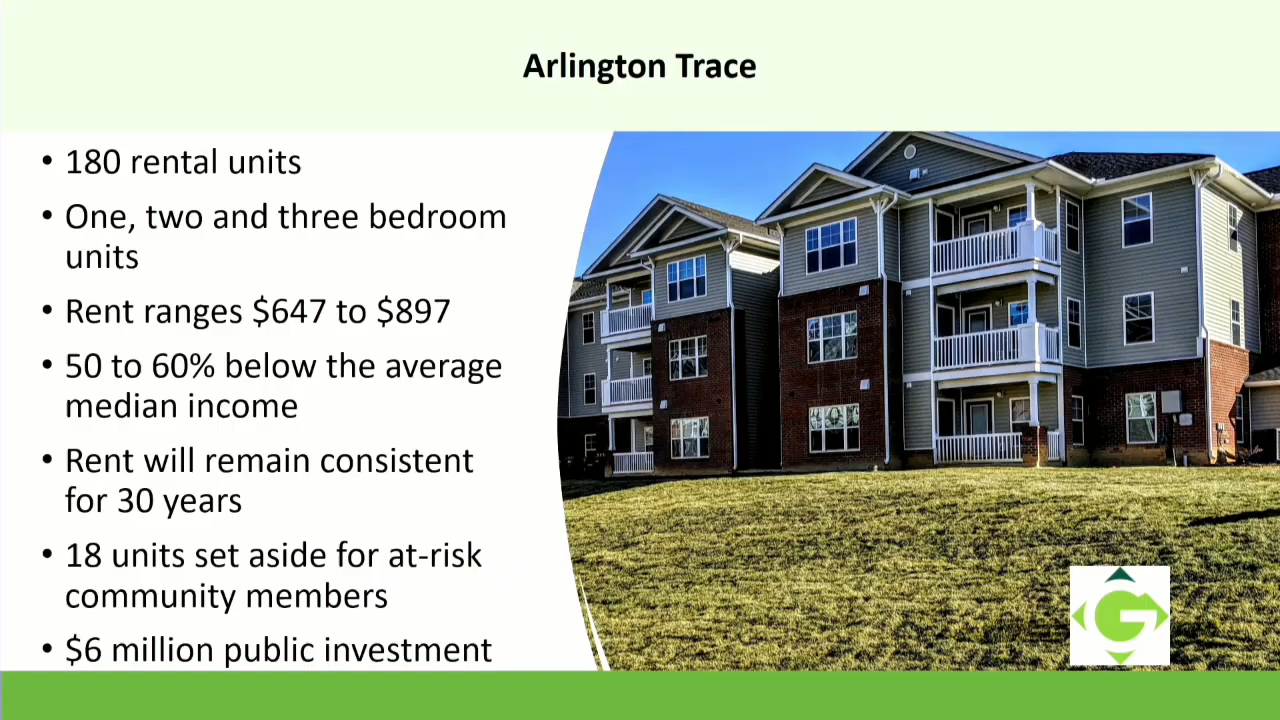 Arlington Trace
• 180 rental units
• One, two and three bedroom
units
• Rent ranges $647 to $897
• 50 to 60% below the average
median income
• Rent will remain consistent
for 30 years
• 18 units set aside for at-risk
community members
• $6 million public investment
G